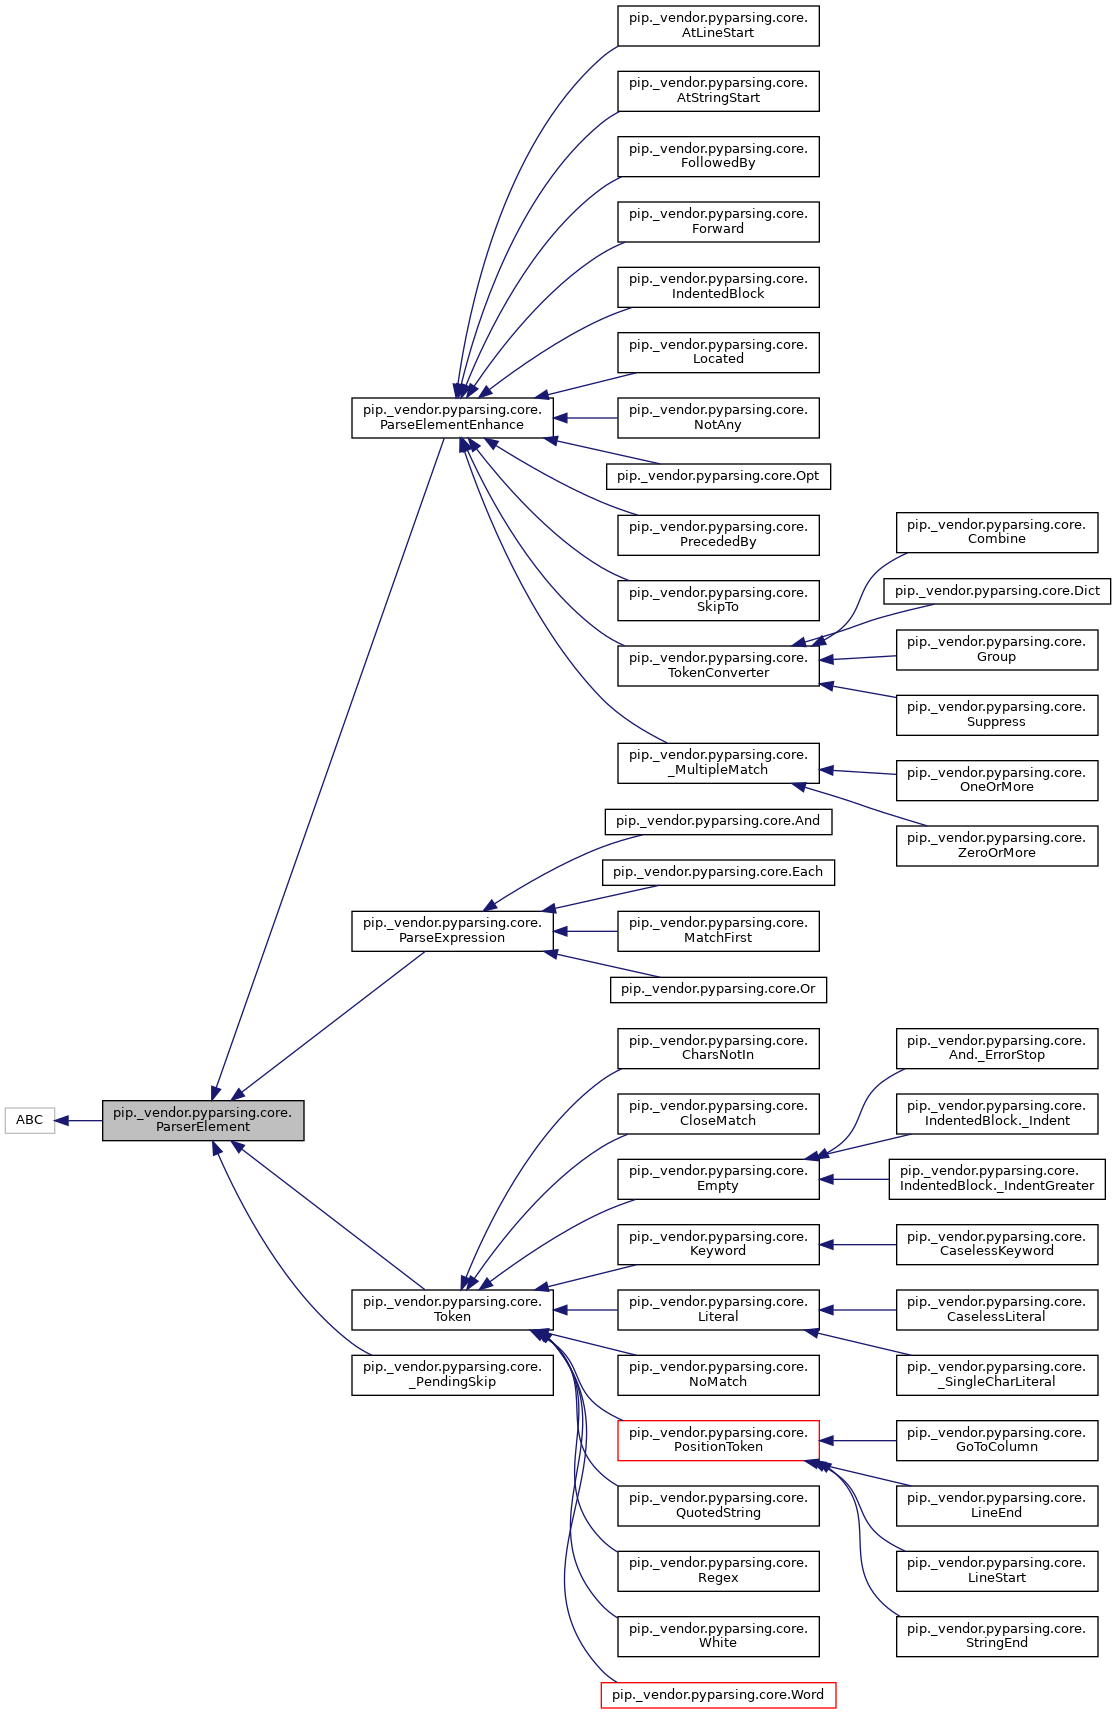 pip._vendor.pyparsing.core.
AtLineStart
pip._vendor.pyparsing.core.
AtStringStart
pip._vendor.pyparsing.core.
FollowedBy
pip._vendor.pyparsing.core.
Forward
pip._vendor.pyparsing.core.
IndentedBlock
pip._vendor.pyparsing.core.
Located
pip._vendor.pyparsing.core.
ParseElementEnhance
pip._vendor.pyparsing.core.
NotAny
pip._vendor.pyparsing.core.Opt
pip._vendor.pyparsing.core.
PrecededBy
pip._vendor.pyparsing.core.
Combine
pip._vendor.pyparsing.core.
SkipTo
pip._vendor.pyparsing.core.Dict
pip._vendor.pyparsing.core.
Group
pip._vendor.pyparsing.core.
TokenConverter
pip._vendor.pyparsing.core.
Suppress
pip._vendor.pyparsing.core.
_MultipleMatch
pip._vendor.pyparsing.core.
OneOrMore
pip._vendor.pyparsing.core.And
pip._vendor.pyparsing.core.
ZeroOrMore
pip._vendor.pyparsing.core.Each
pip._vendor.pyparsing.core.
ParseExpression
pip._vendor.pyparsing.core.
MatchFirst
pip._vendor.pyparsing.core.Or
pip._vendor.pyparsing.core.
CharsNotIn
pip._vendor.pyparsing.core.
And._ErrorStop
ABC
pip._vendor.pyparsing.core.
ParserElement
pip._vendor.pyparsing.core.
CloseMatch
pip._vendor.pyparsing.core.
IndentedBlock._Indent
pip._vendor.pyparsing.core.
Empty
pip._vendor.pyparsing.core.
IndentedBlock._IndentGreater
pip._vendor.pyparsing.core.
Keyword
pip._vendor.pyparsing.core.
CaselessKeyword
pip._vendor.pyparsing.core.
Token
pip._vendor.pyparsing.core.
Literal
pip._vendor.pyparsing.core.
CaselessLiteral
pip._vendor.pyparsing.core.
_PendingSkip
pip._vendor.pyparsing.core.
NoMatch
pip._vendor.pyparsing.core.
_SingleCharLiteral
pip._vendor.pyparsing.core.
PositionToken
pip._vendor.pyparsing.core.
GoToColumn
pip._vendor.pyparsing.core.
QuotedString
pip._vendor.pyparsing.core.
LineEnd
pip._vendor.pyparsing.core.
Regex
pip._vendor.pyparsing.core.
LineStart
pip._vendor.pyparsing.core.
White
pip._vendor.pyparsing.core.
StringEnd
pip._vendor.pyparsing.core.Word